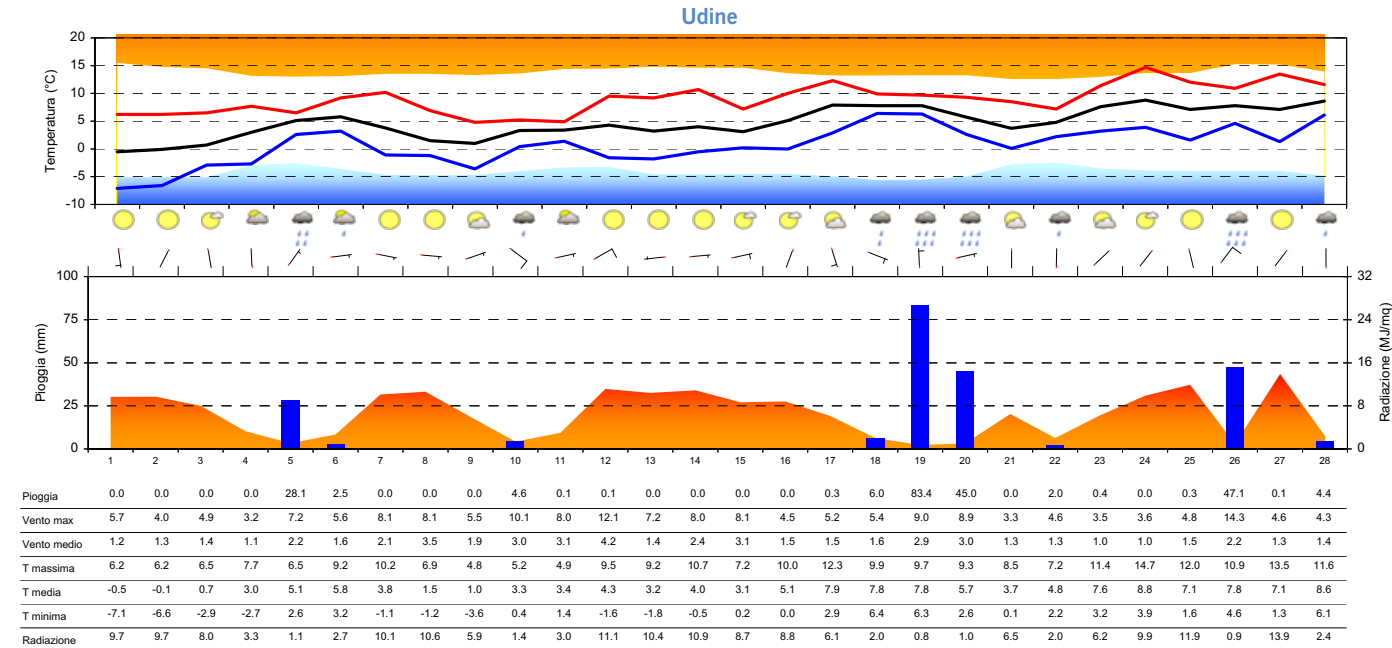 Udine
Temperatura (°C)
20
15
10
5
0
-5
-10
Pioggia (mm)
100
75
50
25
0
Radiazione (MJ/mq)
32
24
16
8
0
1 2 3 4 5 6 7 8 9 10 11 12 13 14 15 16 17 18 19 20 21 22 23 24 25 26 27 28
Pioggia 0.0 0.0 0.0 0.0 28.1 2.5 0.0 0.0 0.0 4.6 0.1 0.1 0.0 0.0 0.0 0.0 0.3 6.0 83.4 45.0 0.0 2.0 0.4 0.0 0.3 47.1 0.1 4.4
Vento max 5.7 4.0 4.9 3.2 7.2 5.6 8.1 8.1 5.5 10.1 8.0 12.1 7.2 8.0 8.1 4.5 5.2 5.4 9.0 8.9 3.3 4.6 3.5 3.6 4.8 14.3 4.6 4.3
Vento medio 1.2 1.3 1.4 1.1 2.2 1.6 2.1 3.5 1.9 3.0 3.1 4.2 1.4 2.4 3.1 1.5 1.5 1.6 2.9 3.0 1.3 1.3 1.0 1.0 1.5 2.2 1.3 1.4
T massima 6.2 6.2 6.5 7.7 6.5 9.2 10.2 6.9 4.8 5.2 4.9 9.5 9.2 10.7 7.2 10.0 12.3 9.9 9.7 9.3 8.5 7.2 11.4 14.7 12.0 10.9 13.5 11.6
T media -0.5 -0.1 0.7 3.0 5.1 5.8 3.8 1.5 1.0 3.3 3.4 4.3 3.2 4.0 3.1 5.1 7.9 7.8 7.8 5.7 3.7 4.8 7.6 8.8 7.1 7.8 7.1 8.6
T minima -7.1 -6.6 -2.9 -2.7 2.6 3.2 -1.1 -1.2 -3.6 0.4 1.4 -1.6 -1.8 -0.5 0.2 0.0 2.9 6.4 6.3 2.6 0.1 2.2 3.2 3.9 1.6 4.6 1.3 6.1
Radiazione 9.7 9.7 8.0 3.3 1.1 2.7 10.1 10.6 5.9 1.4 3.0 11.1 10.4 10.9 8.7 8.8 6.1 2.0 0.8 1.0 6.5 2.0 6.2 9.9 11.9 0.9 13.9 2.4